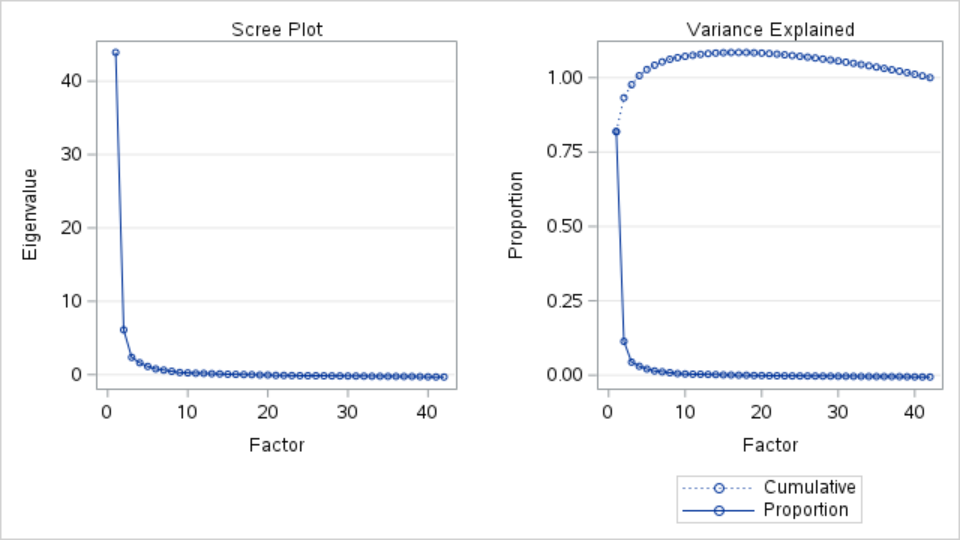 Scree Plot
Eigenvalue
40
30
20
10
0
0 10 20 30 40
Factor
Variance Explained
Proportion
1.00
0.75
0.50
0.25
0.00
0 10 20 30 40
Factor
Cumulative
Proportion